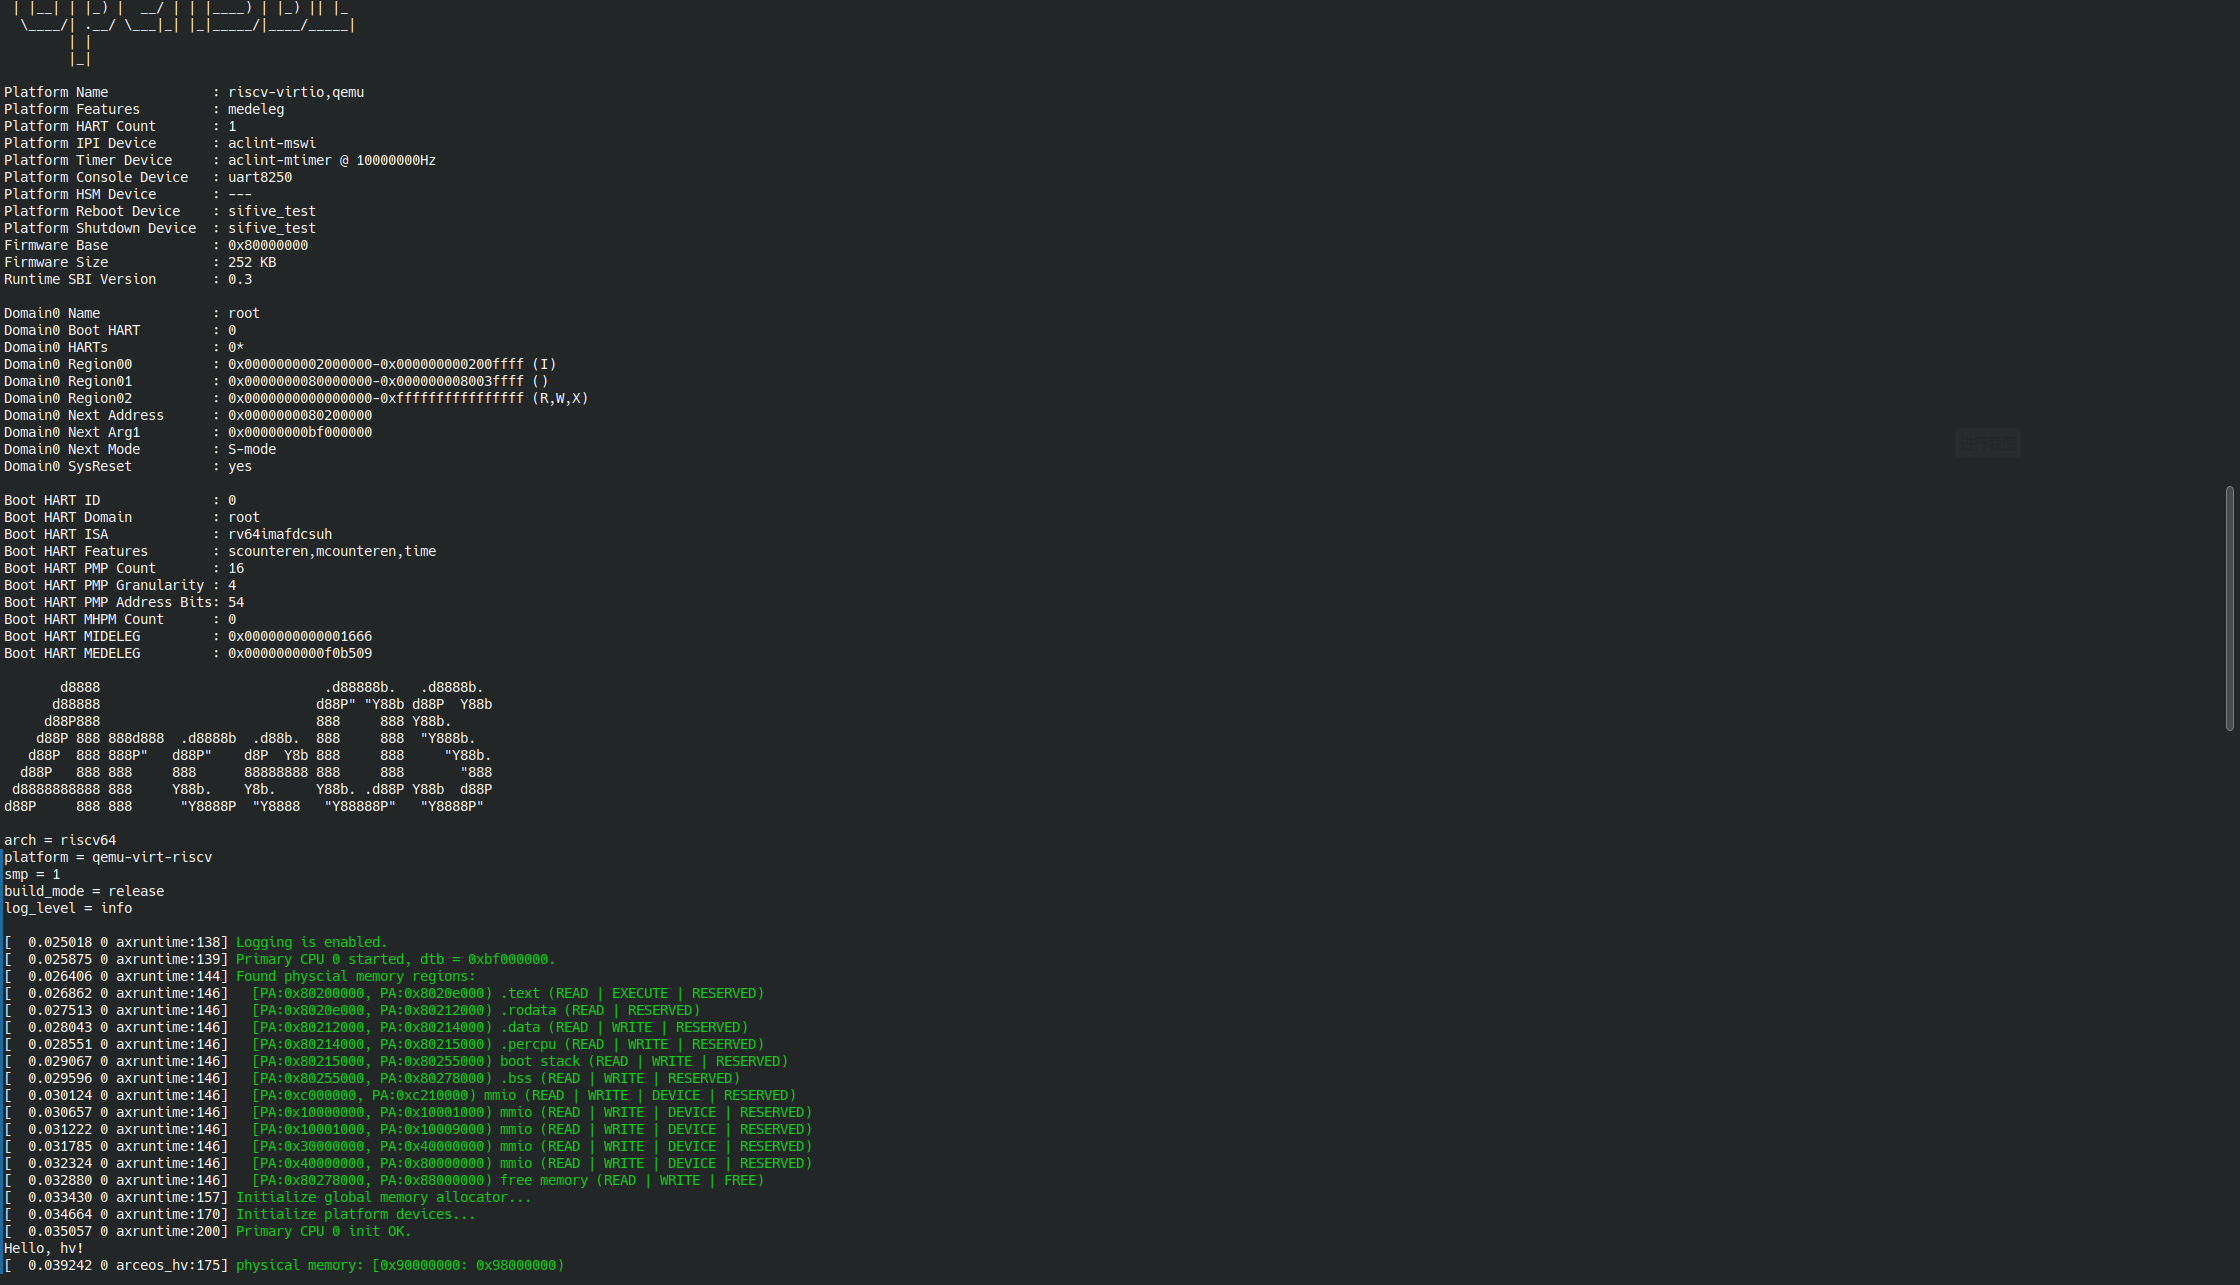 | |__| | |_) |  __/ | | |____) | |_) || |_
  \____/| .__/ \___|_| |_|_____/|____/_____|
        | |
        |_|

Platform Name             : riscv-virtio,qemu
Platform Features         : medeleg
Platform HART Count       : 1
Platform IPI Device       : aclint-mswi
Platform Timer Device     : aclint-mtimer @ 10000000Hz
Platform Console Device   : uart8250
Platform HSM Device       : ---
Platform Reboot Device    : sifive_test
Platform Shutdown Device  : sifive_test
Firmware Base             : 0x80000000
Firmware Size             : 252 KB
Runtime SBI Version       : 0.3

Domain0 Name              : root
Domain0 Boot HART         : 0
Domain0 HARTs             : 0*
Domain0 Region00          : 0x0000000002000000-0x000000000200ffff (I)
Domain0 Region01          : 0x0000000080000000-0x000000008003ffff ()
Domain0 Region02          : 0x0000000000000000-0xffffffffffffffff (R,W,X)
Domain0 Next Address      : 0x0000000080200000
Domain0 Next Arg1         : 0x00000000bf000000
Domain0 Next Mode         : S-mode
Domain0 SysReset          : yes

Boot HART ID              : 0
Boot HART Domain          : root
Boot HART ISA             : rv64imafdcsuh
Boot HART Features        : scounteren,mcounteren,time
Boot HART PMP Count       : 16
Boot HART PMP Granularity : 4
Boot HART PMP Address Bits: 54
Boot HART MHPM Count      : 0
Boot HART MIDELEG         : 0x0000000000001666
Boot HART MEDELEG         : 0x0000000000f0b509

       d8888                            .d88888b.   .d8888b.
      d88888                           d88P" "Y88b d88P  Y88b
     d88P888                           888     888 Y88b.
    d88P 888 888d888  .d8888b  .d88b.  888     888  "Y888b.
   d88P  888 888P"   d88P"    d8P  Y8b 888     888     "Y88b.
  d88P   888 888     888      88888888 888     888       "888
 d8888888888 888     Y88b.    Y8b.     Y88b. .d88P Y88b  d88P
d88P     888 888      "Y8888P  "Y8888   "Y88888P"   "Y8888P"

arch = riscv64
platform = qemu-virt-riscv
smp = 1
build_mode = release
log_level = info

[  0.025018 0 axruntime:138] Logging is enabled.
[  0.025875 0 axruntime:139] Primary CPU 0 started, dtb = 0xbf000000.
[  0.026406 0 axruntime:144] Found physcial memory regions:
[  0.026862 0 axruntime:146]   [PA:0x80200000, PA:0x8020e000) .text (READ | EXECUTE | RESERVED)
[  0.027513 0 axruntime:146]   [PA:0x8020e000, PA:0x80212000) .rodata (READ | RESERVED)
[  0.028043 0 axruntime:146]   [PA:0x80212000, PA:0x80214000) .data (READ | WRITE | RESERVED)
[  0.028551 0 axruntime:146]   [PA:0x80214000, PA:0x80215000) .percpu (READ | WRITE | RESERVED)
[  0.029067 0 axruntime:146]   [PA:0x80215000, PA:0x80255000) boot stack (READ | WRITE | RESERVED)
[  0.029596 0 axruntime:146]   [PA:0x80255000, PA:0x80278000) .bss (READ | WRITE | RESERVED)
[  0.030124 0 axruntime:146]   [PA:0xc000000, PA:0xc210000) mmio (READ | WRITE | DEVICE | RESERVED)
[  0.030657 0 axruntime:146]   [PA:0x10000000, PA:0x10001000) mmio (READ | WRITE | DEVICE | RESERVED)
[  0.031222 0 axruntime:146]   [PA:0x10001000, PA:0x10009000) mmio (READ | WRITE | DEVICE | RESERVED)
[  0.031785 0 axruntime:146]   [PA:0x30000000, PA:0x40000000) mmio (READ | WRITE | DEVICE | RESERVED)
[  0.032324 0 axruntime:146]   [PA:0x40000000, PA:0x80000000) mmio (READ | WRITE | DEVICE | RESERVED)
[  0.032880 0 axruntime:146]   [PA:0x80278000, PA:0x88000000) free memory (READ | WRITE | FREE)
[  0.033430 0 axruntime:157] Initialize global memory allocator...
[  0.034664 0 axruntime:170] Initialize platform devices...
[  0.035057 0 axruntime:200] Primary CPU 0 init OK.
Hello, hv!
[  0.039242 0 arceos_hv:175] physical memory: [0x90000000: 0x98000000)